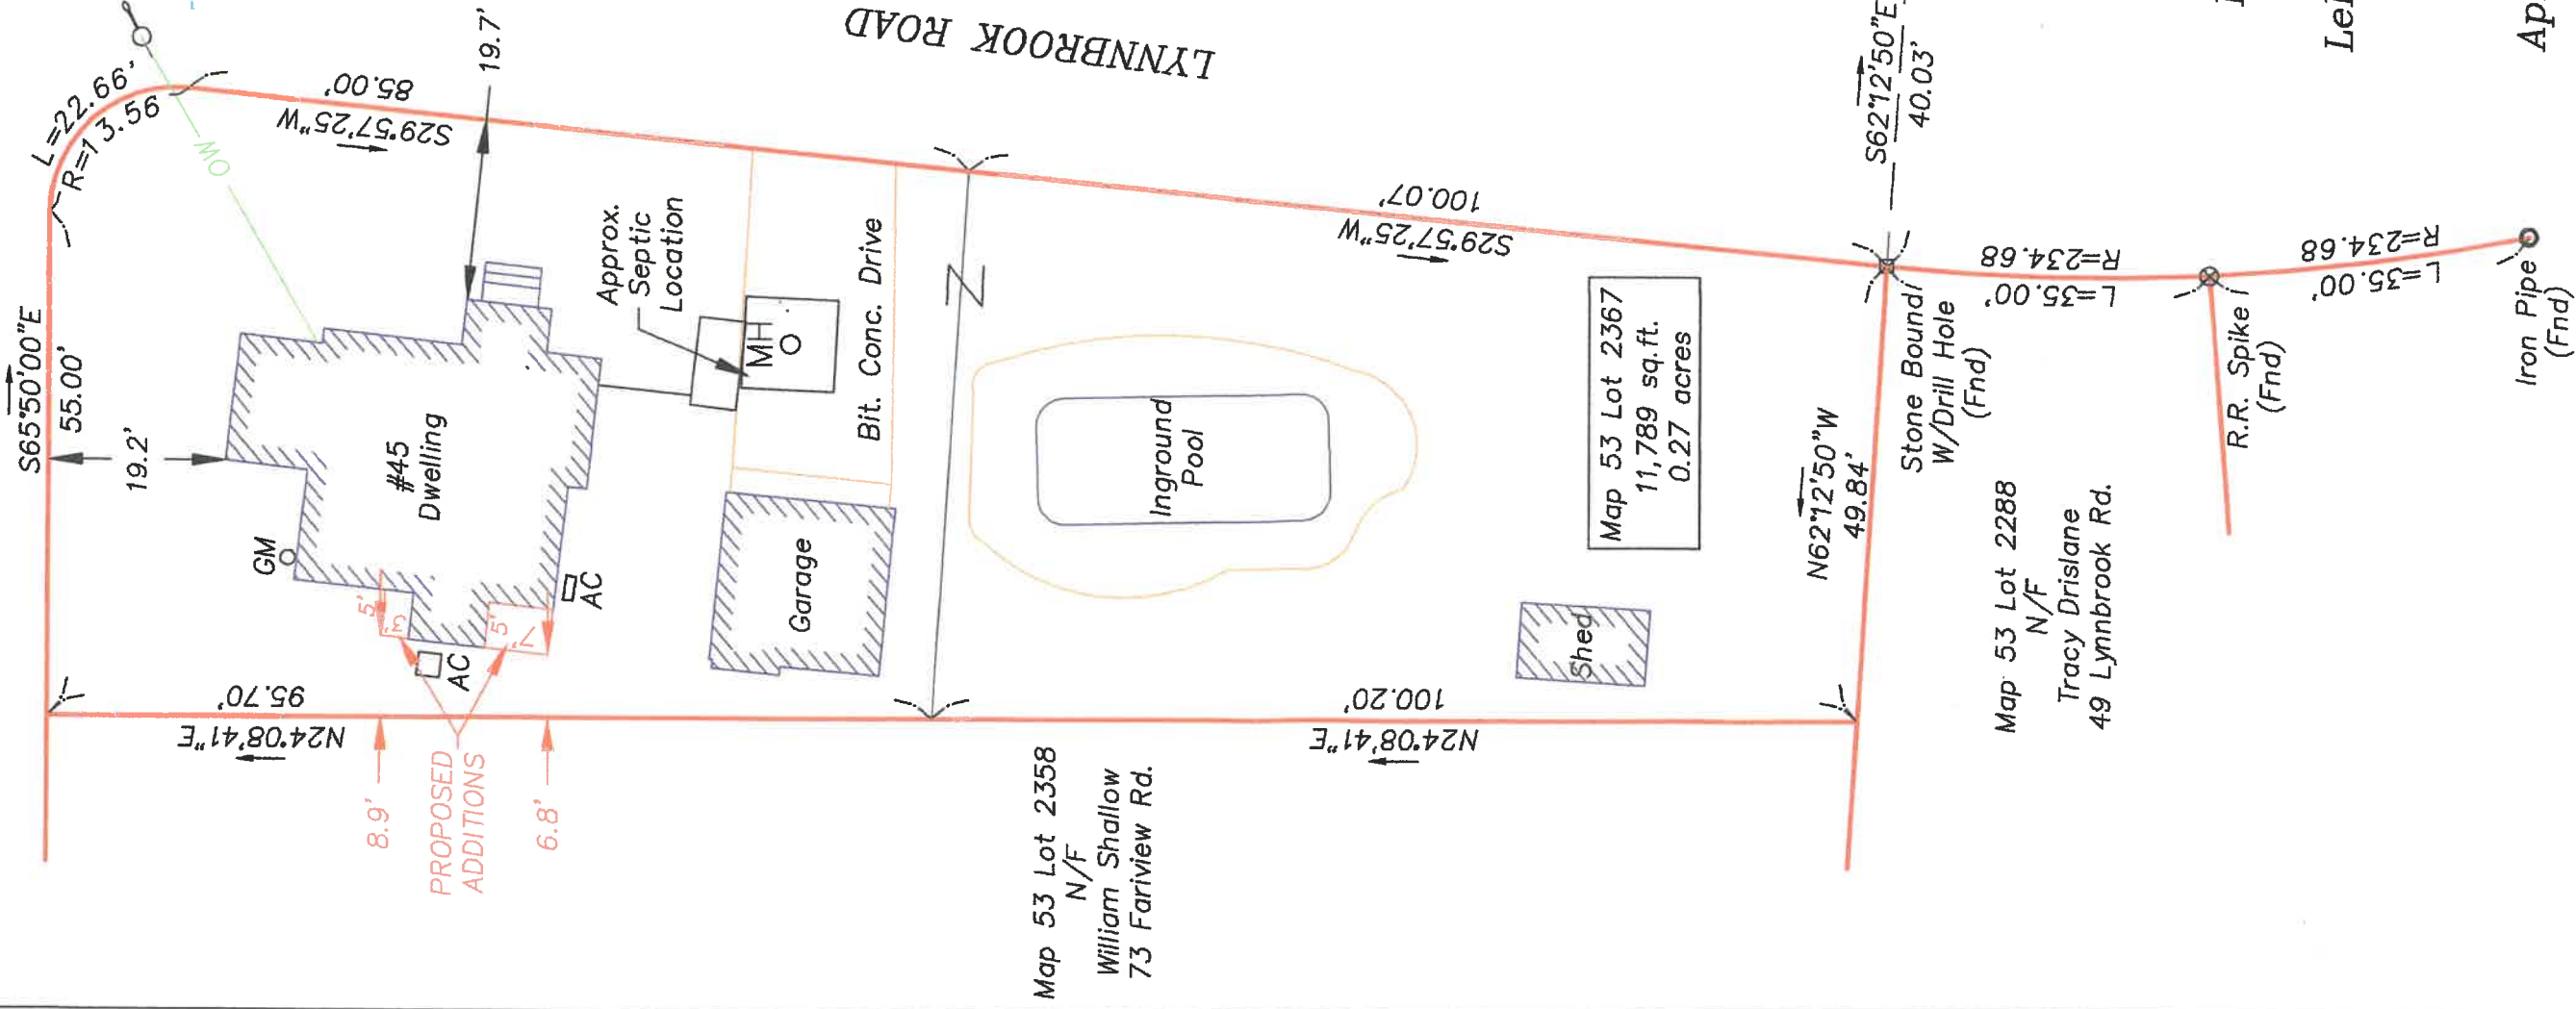 S65°50'00"E
55.00'
L=22.66'
R=13.56
OW
19.2'
85.00'
S29°57'25"W
19.7'
LYNNBROOK ROAD
#45
Dwelling
GM
AC
AC
5'
3'
5'
7'
Approx.
Septic
Location
MH
Bit. Conc. Drive
Garage
95.70'
N24°08'41"E
8.9'
PROPOSED
ADDITIONS
6.8'
Z
Inground
Pool
100.07'
S29°57'25"W
Map 53 Lot 2367
11,789 sq.ft.
0.27 acres
Shed
100.20'
N24°08'41"E
Map 53 Lot 2358
N/F
William Shallow
73 Fariview Rd.
N62°12'50"W
49.84'
S62°12'50"E
40.03'
Stone Bound
W/Drill Hole
(Fnd)
R=234.68
L=35.00'
Map 53 Lot 2288
N/F
Tracy Drislane
49 Lynnbrook Rd.
R.R. Spike
(Fnd)
R=234.68
L=35.00'
Iron Pipe
(Fnd)
Lei
Ap